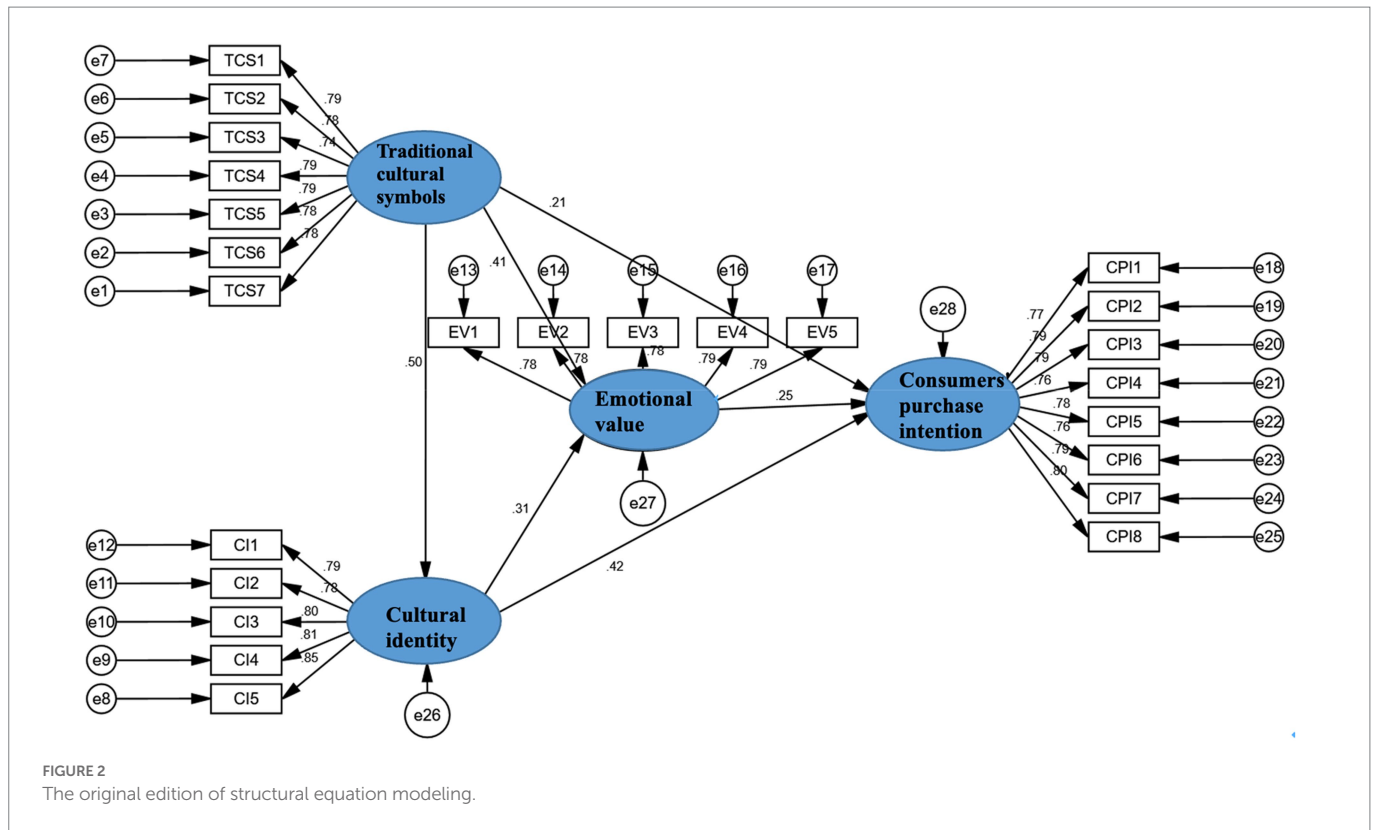 e7 TCS1
e6 TCS2
e5 TCS3
e4 TCS4
e3 TCS5
e2 TCS6
e1 TCS7
.79
.78
.74
.79
.79
.78
.78
Traditional
cultural
symbols
.21
.41
.50
e13 e14 e15 e16 e17
EV1 EV2 EV3 EV4 EV5
.78 .78 .78 .79 .79
Emotional
value
.25
e27
.31
.42
e28
Consumers'
purchase
intention
.77
.79
.79
.76
.78
.76
.79
.80
CPI1 e18
CPI2 e19
CPI3 e20
CPI4 e21
CPI5 e22
CPI6 e23
CPI7 e24
CPI8 e25
e12 CI1
e11 CI2
e10 CI3
e9 CI4
e8 CI5
.79
.78
.80
.81
.85
Cultural
identity
e26
FIGURE 2
The original edition of structural equation modeling.